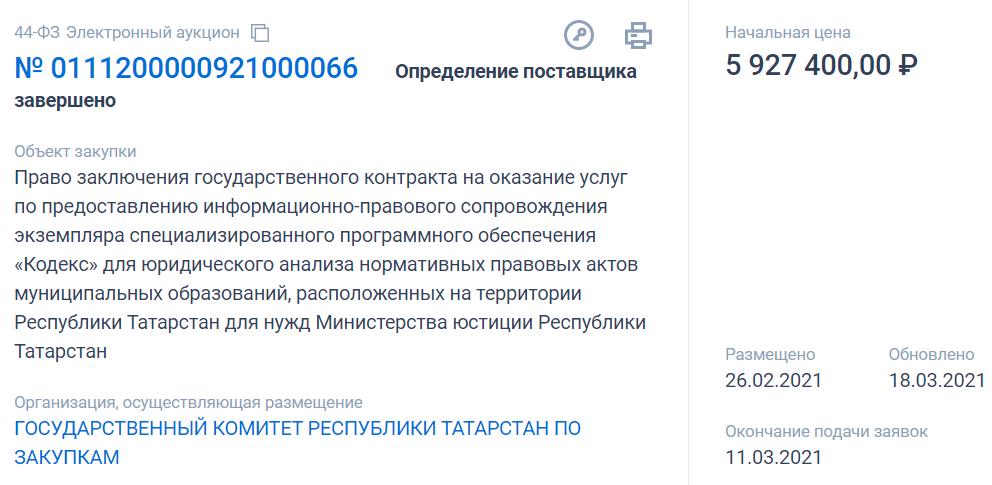 44-ФЗ Электронный аукцион
№ 0111200000921000066 Определение поставщика
завершено
Объект закупки
Право заключения государственного контракта на оказание услуг
по предоставлению информационно-правового сопровождения
экземпляра специализированного программного обеспечения
«Кодекс» для юридического анализа нормативных правовых актов
муниципальных образований, расположенных на территории
Республики Татарстан для нужд Министерства юстиции Республики
Татарстан
Организация, осуществляющая размещение
ГОСУДАРСТВЕННЫЙ КОМИТЕТ РЕСПУБЛИКИ ТАТАРСТАН ПО
ЗАКУПКАМ
Начальная цена
5 927 400,00 ₽
Размещено Обновлено
26.02.2021 18.03.2021
Окончание подачи заявок
11.03.2021